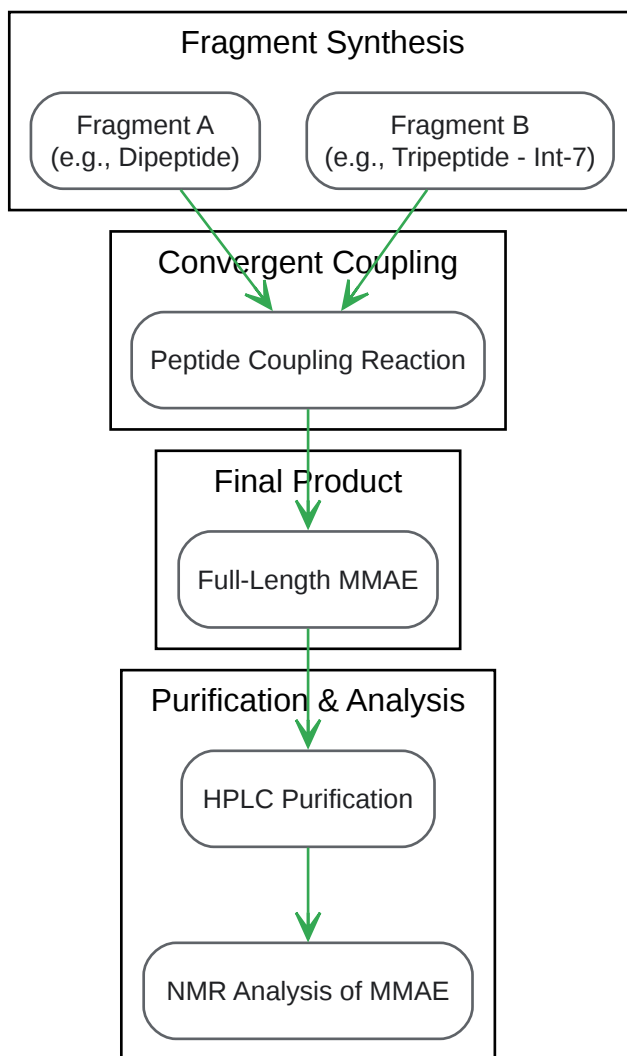 Fragment Synthesis
Fragment A
(e.g., Dipeptide)
Fragment B
(e.g., Tripeptide - Int-7)
Convergent Coupling
Peptide Coupling Reaction
Final Product
Full-Length MMAE
Purification & Analysis
HPLC Purification
NMR Analysis of MMAE